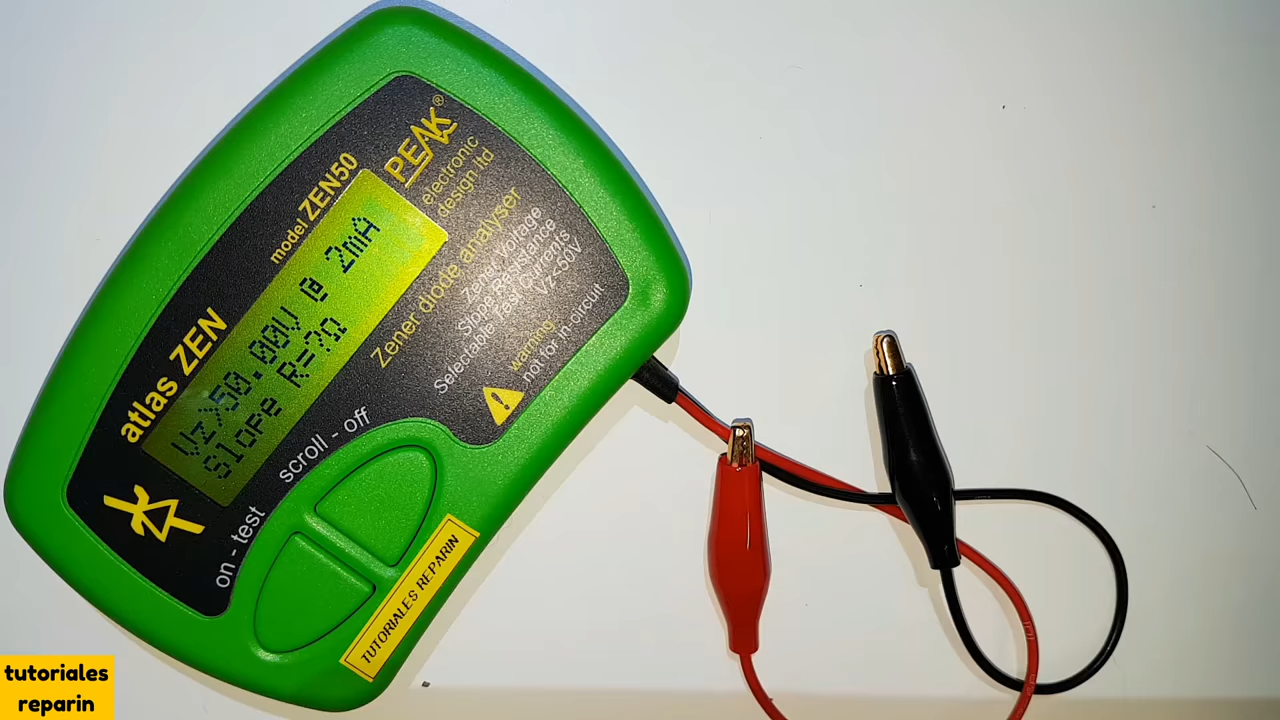 atlas ZEN
model ZEN50
PEAK®
electronic
design ltd
Vz>50.00V @ 2mA
Slope R=?Ω
Zener diode analyser
Zener Voltage
Slope Resistance
Selectable Test Currents
Vz<50V
warning
not for in-circuit
on - test
scroll - off
TUTORIALES REPARIN
tutoriales
reparin